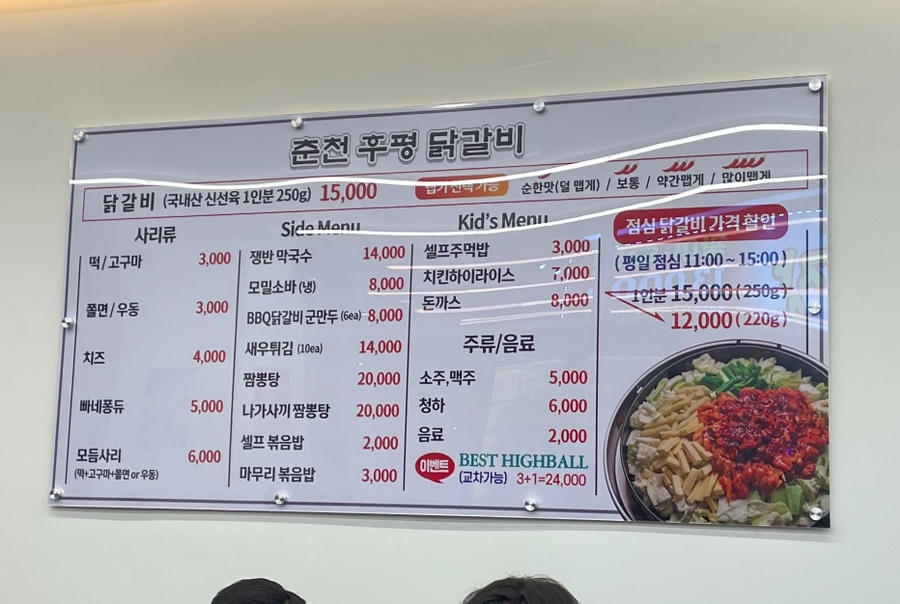 춘천 후평 닭갈비
닭갈비 (국내산 신선육 1인분 250g) 15,000
맵기 선택 가능
순한맛(덜 맵게) / 보통 / 약간맵게 / 많이맵게
사리류
떡/고구마 3,000
쫄면/우동 3,000
치즈 4,000
빠네퐁듀 5,000
모듬사리 6,000
(떡+고구마+쫄면 or 우동)
Side Menu
쟁반 막국수 14,000
모밀소바 (냉) 8,000
BBQ닭갈비 군만두 (6ea) 8,000
새우튀김 (10ea) 14,000
짬뽕탕 20,000
나가사끼 짬뽕탕 20,000
셀프 볶음밥 2,000
마무리 볶음밥 3,000
Kid's Menu
셀프주먹밥 3,000
치킨하이라이스 7,000
돈까스 8,000
주류/음료
소주,맥주 5,000
청하 6,000
음료 2,000
이벤트
BEST HIGHBALL
(교차가능) 3+1=24,000
점심 닭갈비 가격 할인
(평일 점심 11:00 ~ 15:00)
1인분 15,000 (250g)
12,000 (220g)